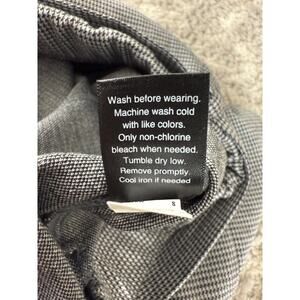 Wash before wearing.
Machine wash cold
with like colors.
Only non-chlorine
bleach when needed.
Tumble dry low.
Remove promptly.
Cool iron if needed
S